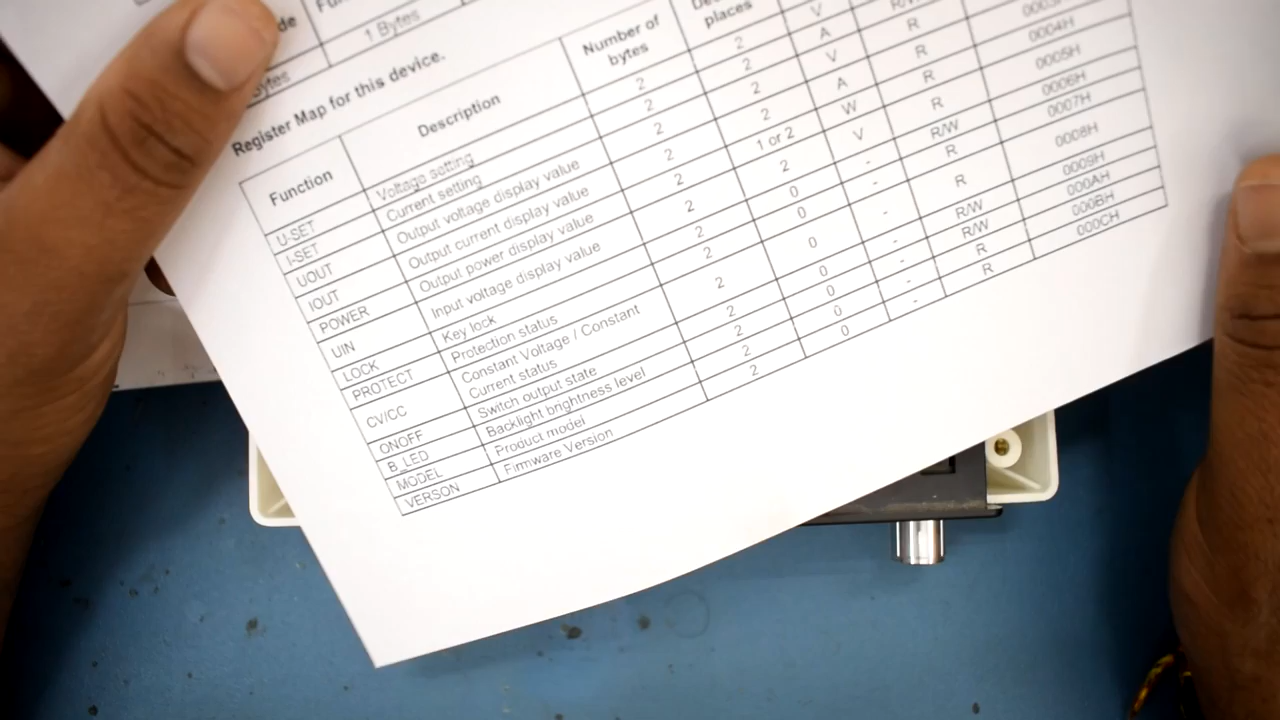 1 Bytes
Register Map for this device.
Function Description Number of bytes places
U-SET Voltage setting 2 2 V
I-SET Current setting 2 2 A
UOUT Output voltage display value 2 2 V R
IOUT Output current display value 2 2 A R
POWER Output power display value 2 1 or 2 W R 0004H
UIN Input voltage display value 2 2 V R 0005H
LOCK Key lock 2 0 - R/W 0006H
PROTECT Protection status 2 0 - R 0007H
CV/CC Constant Voltage / Constant Current status 2 0 - R 0008H
ONOFF Switch output state 2 0 - R/W 0009H
B_LED Backlight brightness level 2 0 - R/W 000AH
MODEL Product model 2 0 - R 000BH
VERSON Firmware Version 2 0 - R 000CH